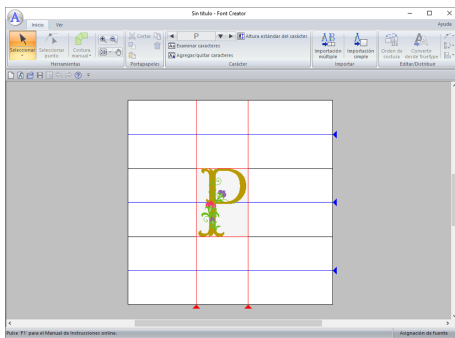 Sin título - Font Creator
Inicio Ver Ayuda
Seleccionar Seleccionar punto Costura manual
Cortar
P Altura estándar del carácter
Examinar caracteres
Agregar/quitar caracteres
Importación múltiple Importación simple
Orden de costura Convertir desde TrueType
Herramientas Portapapeles Carácter Importar Editar/Distribuir
P
Pulse 'F1' para el Manual de Instrucciones online. Asignación de fuente